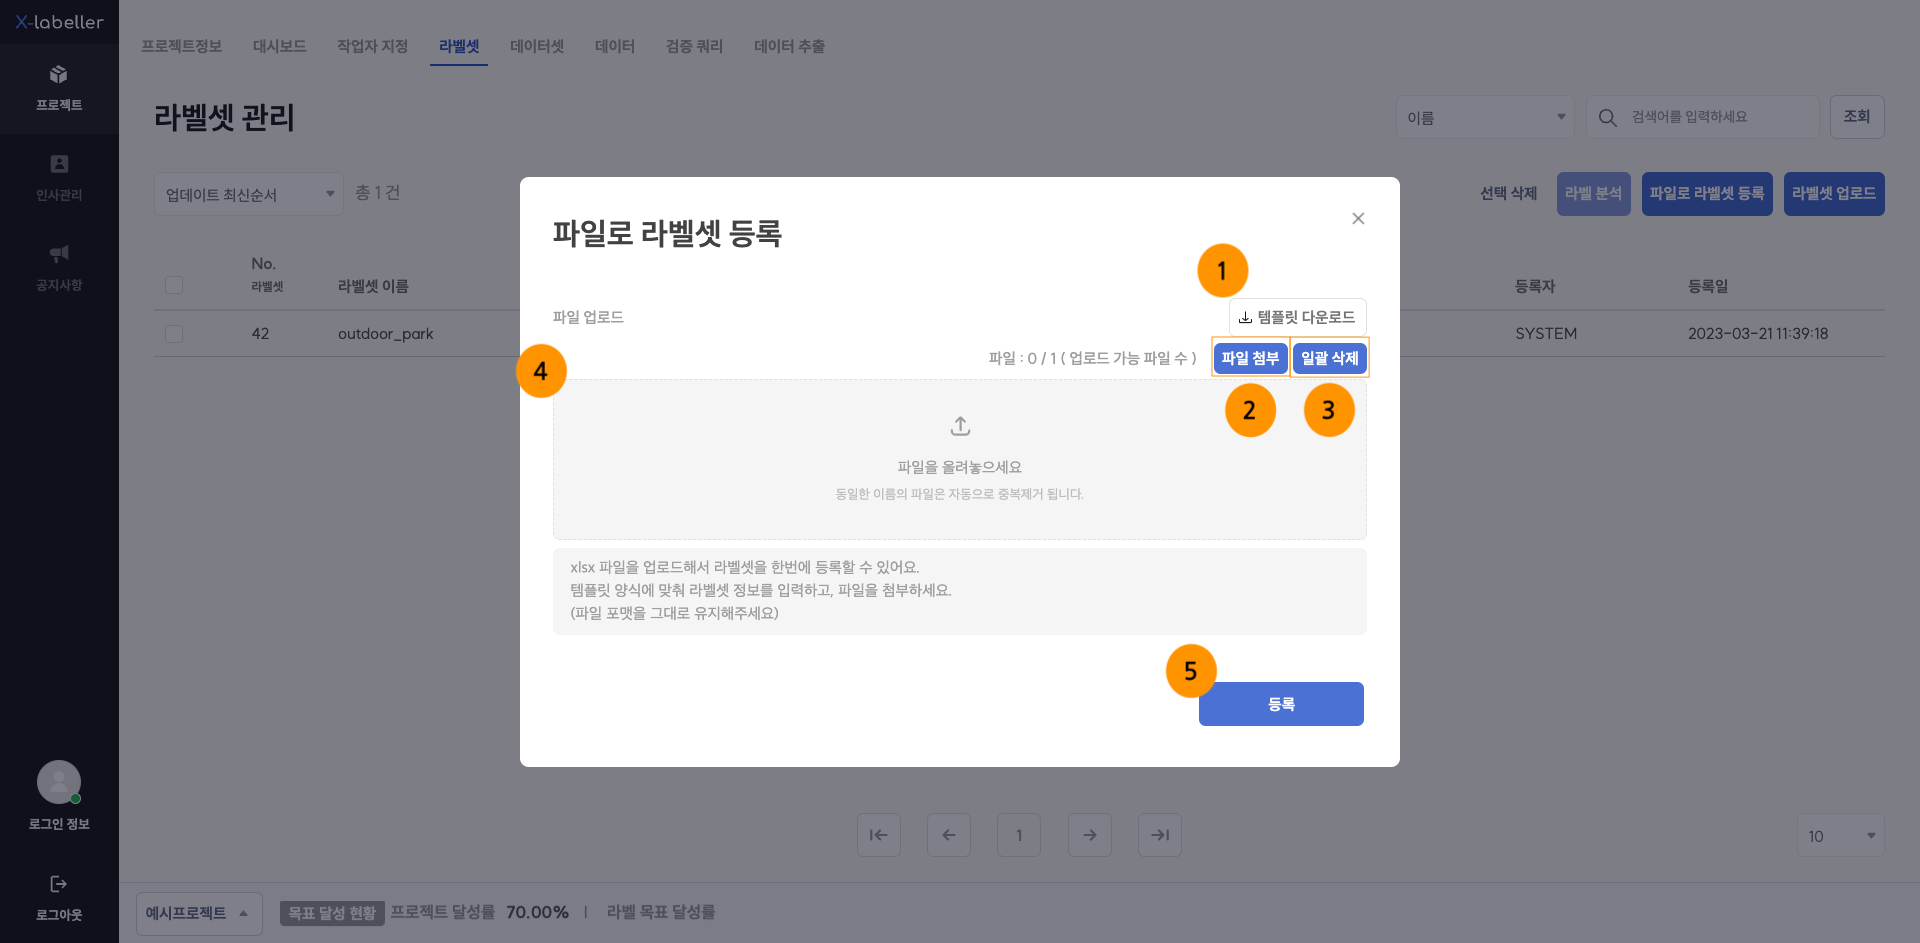 X-labeller
프로젝트
인사관리
공지사항
로그인 정보
로그아웃
프로젝트정보 대시보드 작업자 지정 라벨셋 데이터셋 데이터 검증 쿼리 데이터 추출
라벨셋 관리
이름 검색어를 입력하세요 조회
업데이트 최신순서 총 1 건
선택 삭제 라벨 분석 파일로 라벨셋 등록 라벨셋 업로드
No.
라벨셋 라벨셋 이름 등록자 등록일
42 outdoor_park SYSTEM 2023-03-21 11:39:18
파일로 라벨셋 등록
1
파일 업로드 템플릿 다운로드
파일 : 0 / 1 ( 업로드 가능 파일 수 ) 파일 첨부 일괄 삭제
4
2 3
파일을 올려놓으세요
동일한 이름의 파일은 자동으로 중복제거 됩니다.
xlsx 파일을 업로드해서 라벨셋을 한번에 등록할 수 있어요.
템플릿 양식에 맞춰 라벨셋 정보를 입력하고, 파일을 첨부하세요.
(파일 포맷을 그대로 유지해주세요)
5
등록
1
10
예시프로젝트 목표 달성 현황 프로젝트 달성률 70.00% | 라벨 목표 달성률